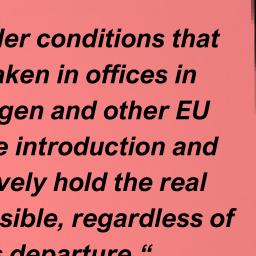 der conditions that
aken in offices in
gen and other EU
e introduction and
vely hold the real
sible, regardless of
s departure.“